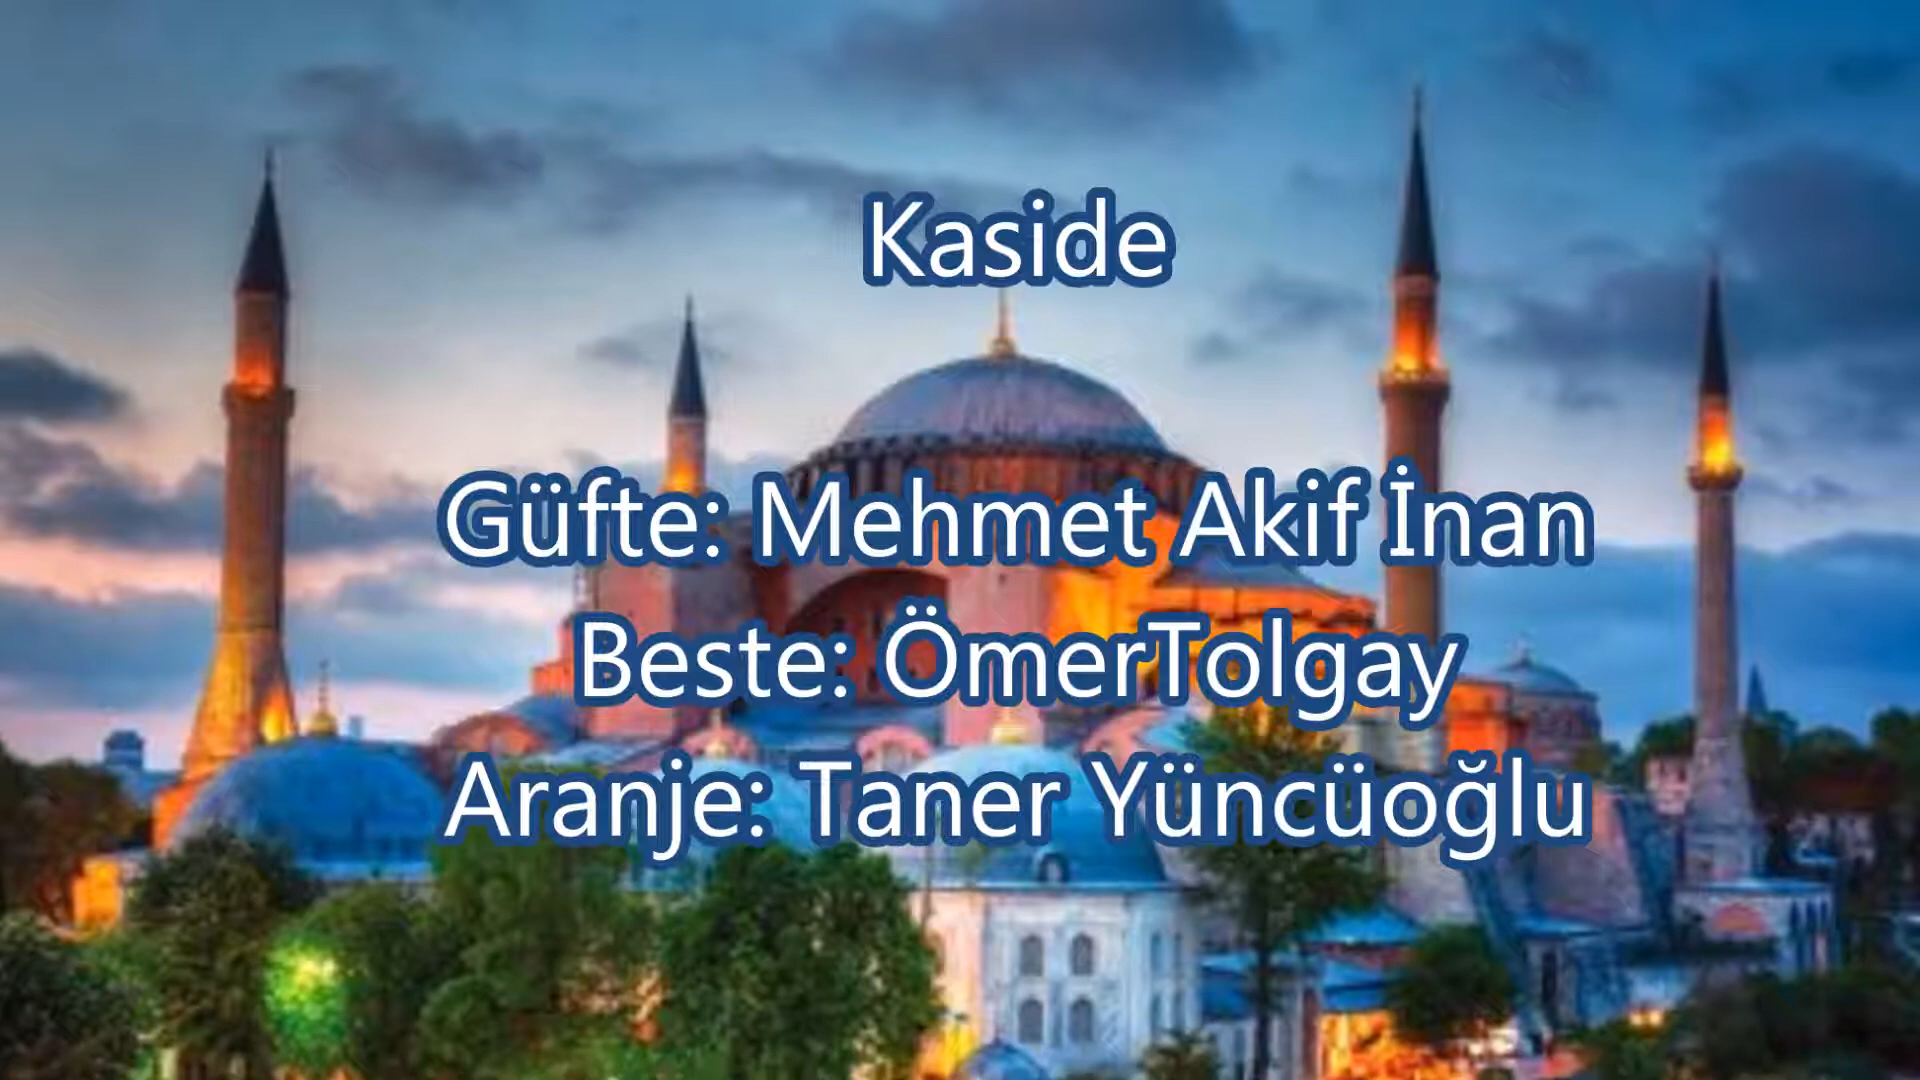 Kaside
Güfte: Mehmet Akif İnan
Beste: ÖmerTolgay
Aranje: Taner Yüncüoğlu